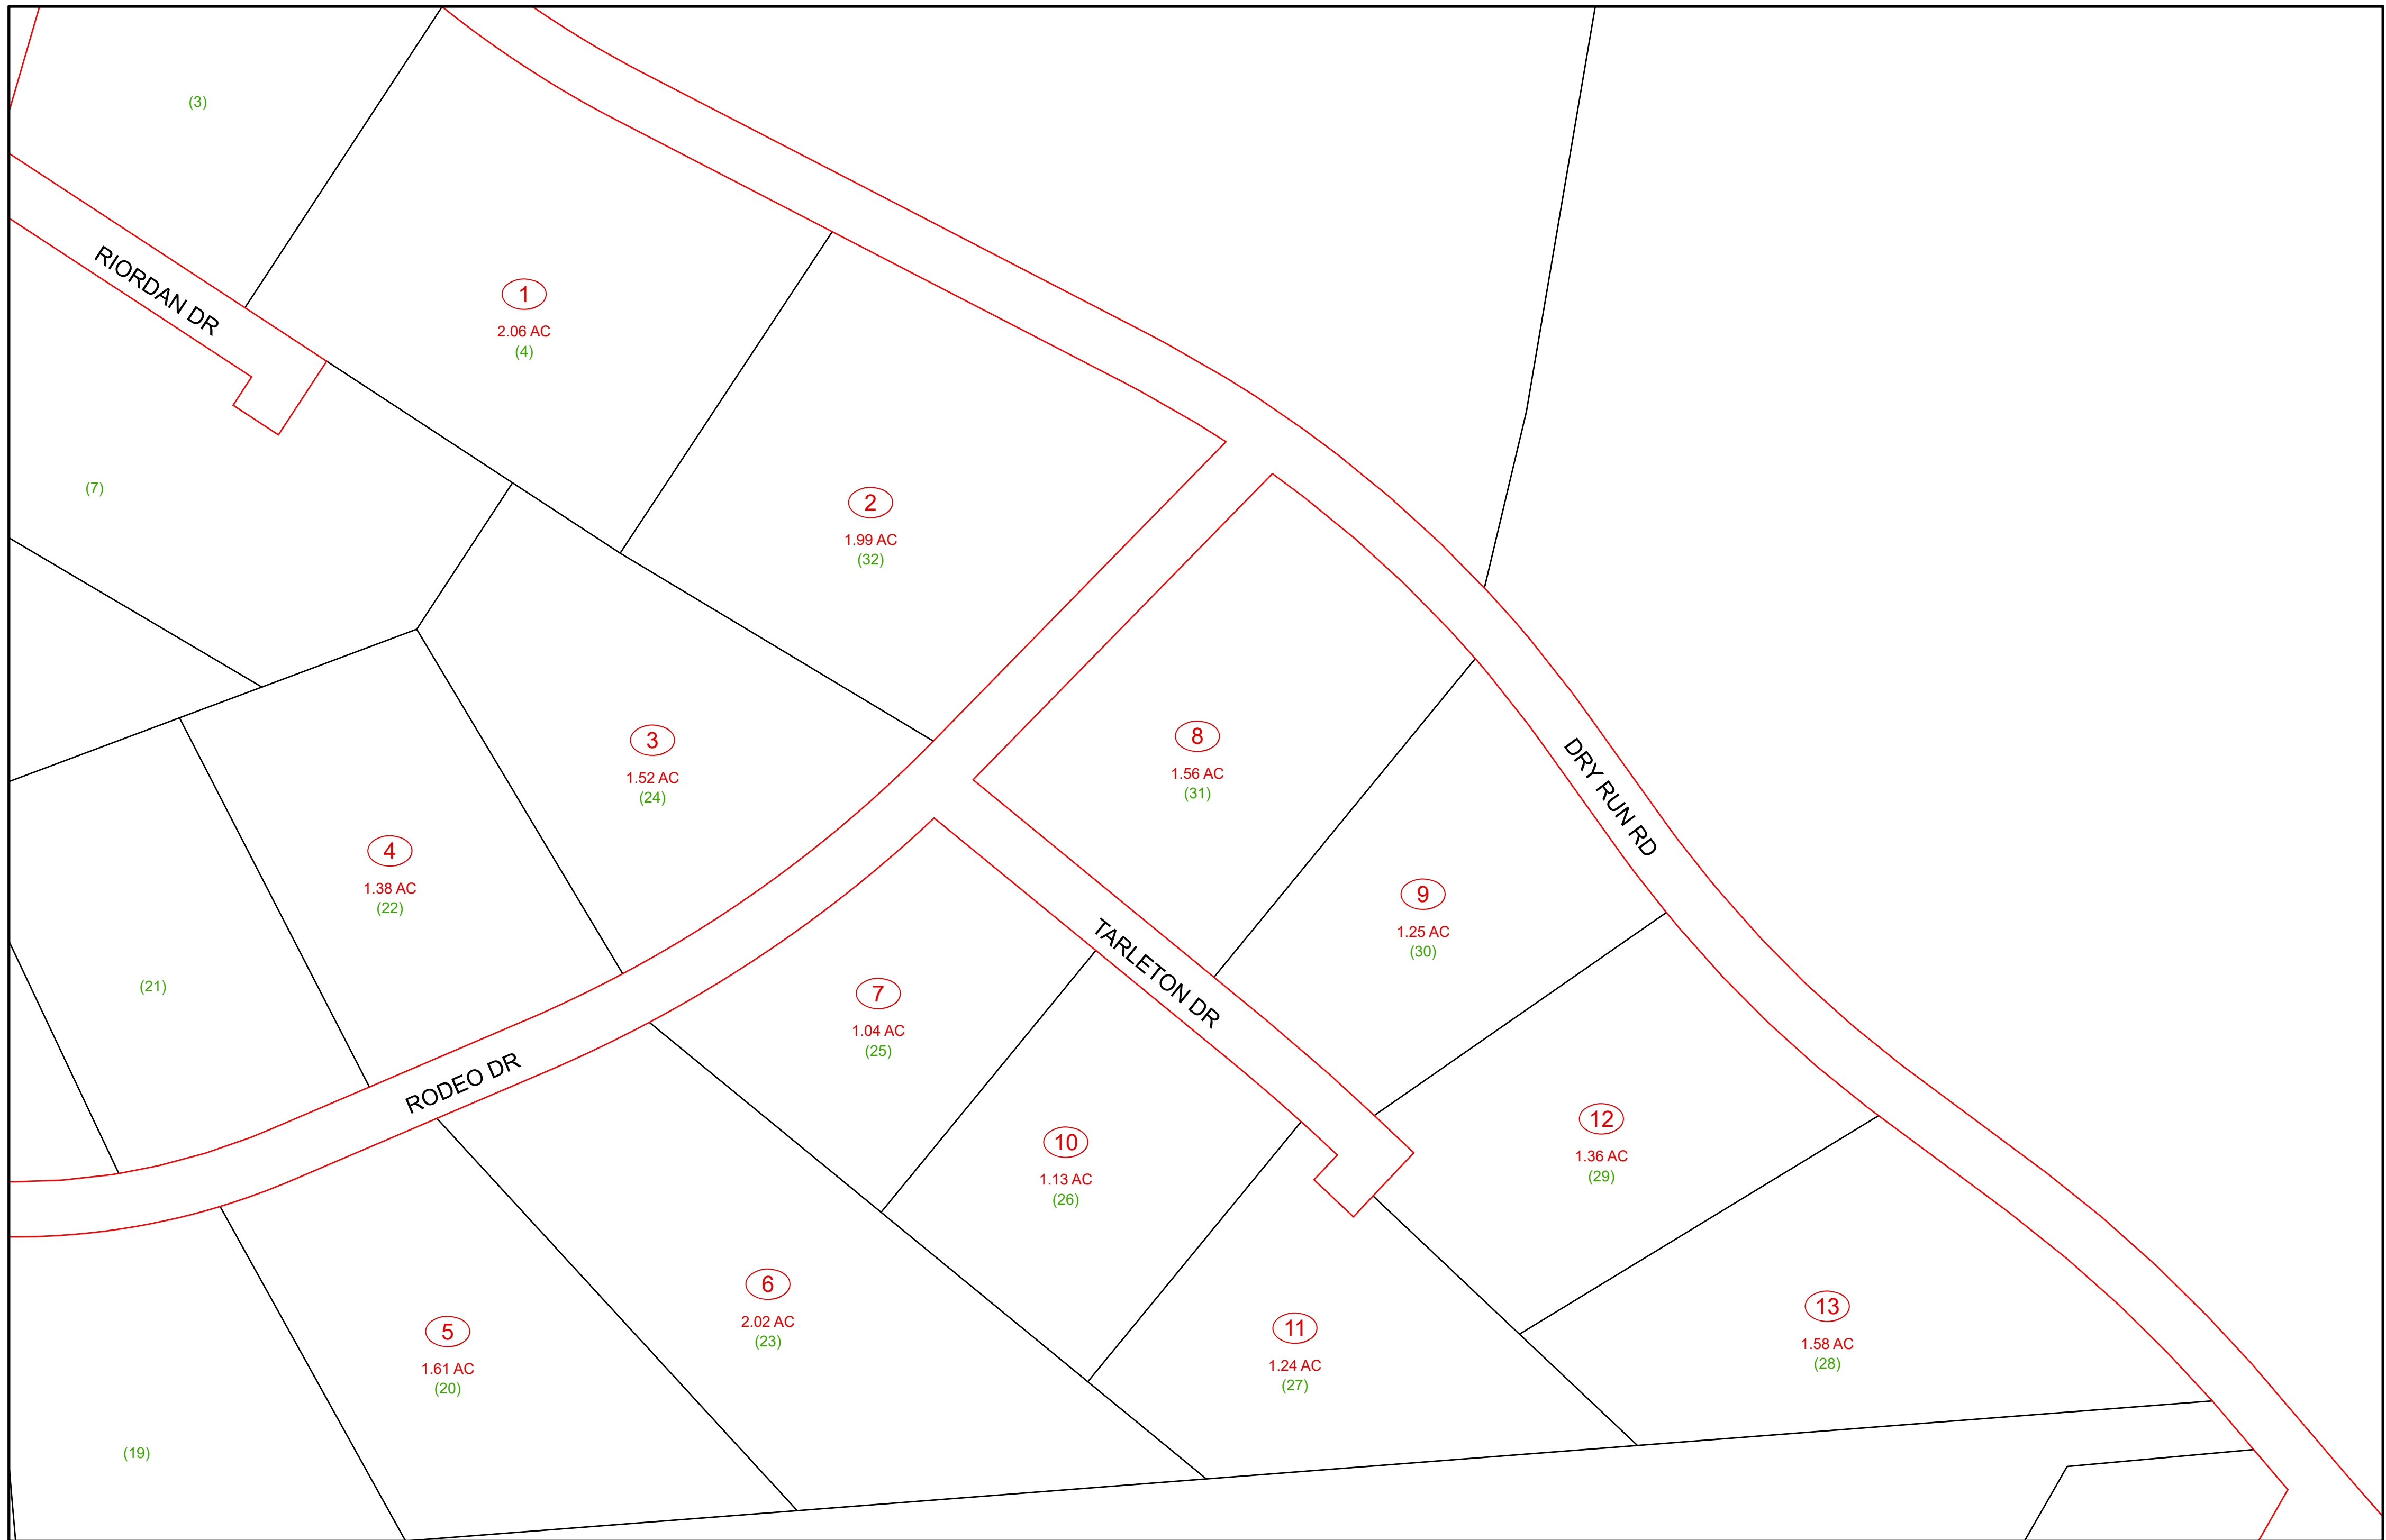 (3)
RIORDAN DR
1
2.06 AC
(4)
(7)
2
1.99 AC
(32)
3
1.52 AC
(24)
8
1.56 AC
(31)
DRY RUN RD
4
1.38 AC
(22)
9
1.25 AC
(30)
(21)
7
1.04 AC
(25)
TARLETON DR
RODEO DR
10
1.13 AC
(26)
12
1.36 AC
(29)
5
1.61 AC
(20)
6
2.02 AC
(23)
11
1.24 AC
(27)
13
1.58 AC
(28)
(19)